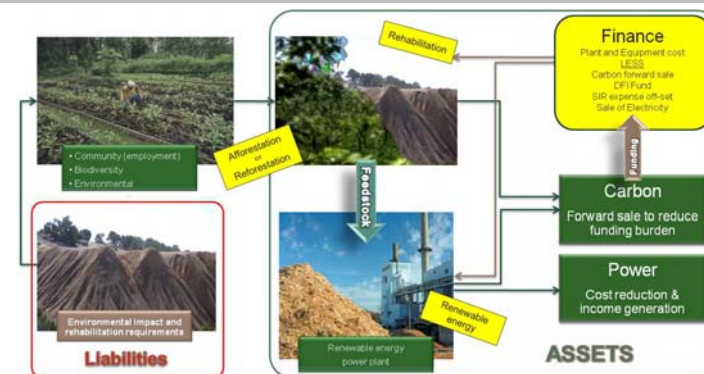 Rehabilitation
Finance
Plant and Equipment cost
LESS
Carbon forward sale
DFI Fund
SIR expense off-set
Sale of Electricity
• Community (employment)
• Biodiversity
• Environmental
Afforestation
or
Reforestation
Feedstock
Funding
Carbon
Forward sale to reduce
funding burden
Power
Cost reduction &
income generation
Environmental impact and
rehabilitation requirements
Liabilities
Renewable
energy
Renewable energy
power plant
ASSETS